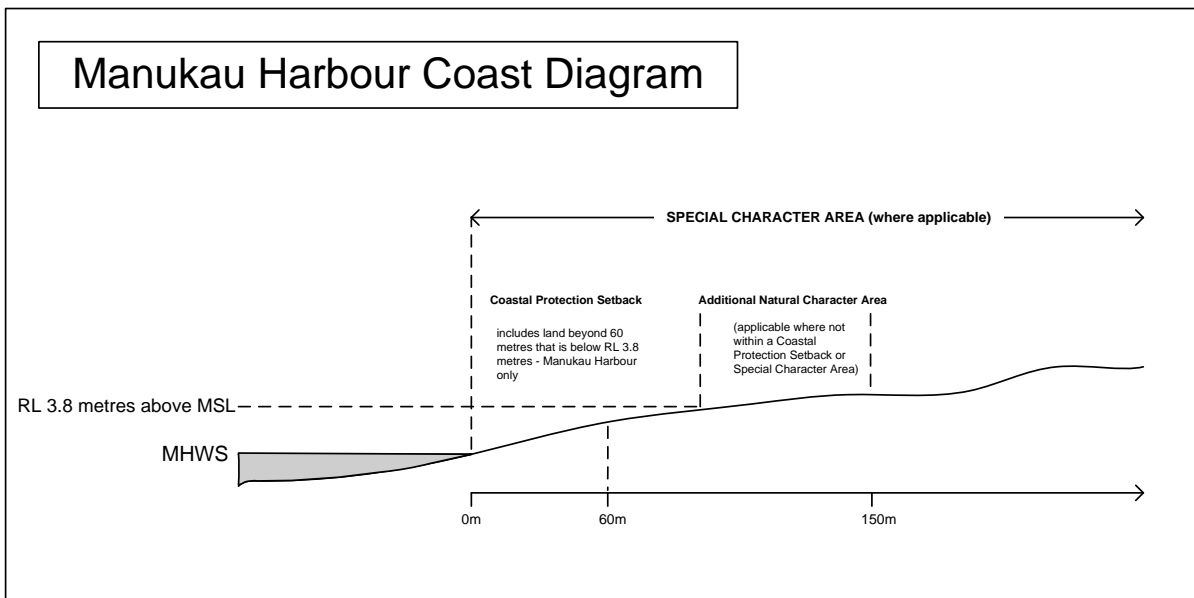 Manukau Harbour Coast Diagram
SPECIAL CHARACTER AREA (where applicable)
Coastal Protection Setback
includes land beyond 60
metres that is below RL 3.8
metres - Manukau Harbour
only
Additional Natural Character Area
(applicable where not
within a Coastal
Protection Setback or
Special Character Area)
RL 3.8 metres above MSL
MHWS
0m
60m
150m